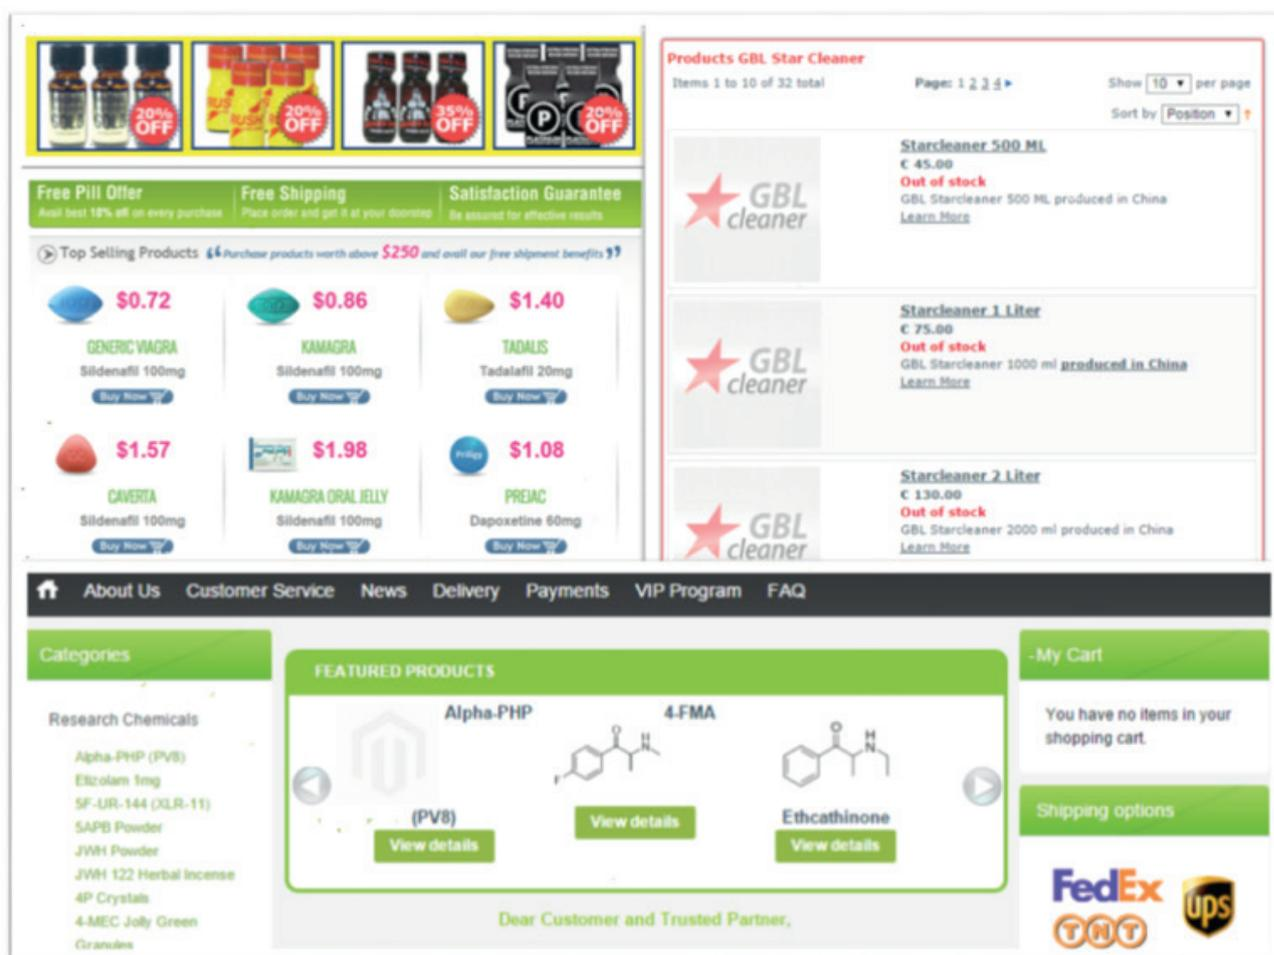 20%
OFF
RUSH
20%
OFF
35%
OFF
P
20%
OFF
Free Pill Offer
Avail best 10% off on every purchase
Free Shipping
Place order and get it at your doorstep
Satisfaction Guarantee
Be assured for effective results
Top Selling Products “Purchase products worth above $250 and avail our free shipment benefits”
$0.72
GENERIC VIAGRA
Sildenafil 100mg
Buy Now
$0.86
KAMAGRA
Sildenafil 100mg
Buy Now
$1.40
TADALIS
Tadalafil 20mg
Buy Now
$1.57
CAVERTA
Sildenafil 100mg
Buy Now
$1.98
KAMAGRA ORAL JELLY
Sildenafil 100mg
Buy Now
Priligy
$1.08
PREJAC
Dapoxetine 60mg
Buy Now
Products GBL Star Cleaner
Items 1 to 10 of 32 total Page: 1 2 3 4 Show 10 per page
Sort by Position
GBL
cleaner
Starcleaner 500 ML
€ 45.00
Out of stock
GBL Starcleaner 500 ML produced in China
Learn More
GBL
cleaner
Starcleaner 1 Liter
€ 75.00
Out of stock
GBL Starcleaner 1000 ml produced in China
Learn More
GBL
cleaner
Starcleaner 2 Liter
€ 130.00
Out of stock
GBL Starcleaner 2000 ml produced in China
Learn More
About Us Customer Service News Delivery Payments VIP Program FAQ
Categories
Research Chemicals
Alpha-PHP (PV8)
Etizolam 1mg
5F-UR-144 (XLR-11)
5APB Powder
JWH Powder
JWH 122 Herbal Incense
4P Crystals
4-MEC Jolly Green
Granules
FEATURED PRODUCTS
Alpha-PHP
(PV8)
View details
4-FMA
F
O
H
N
View details
O
H
N
Ethcathinone
View details
Dear Customer and Trusted Partner,
-My Cart
You have no items in your
shopping cart.
Shipping options
FedEx
TNT
ups